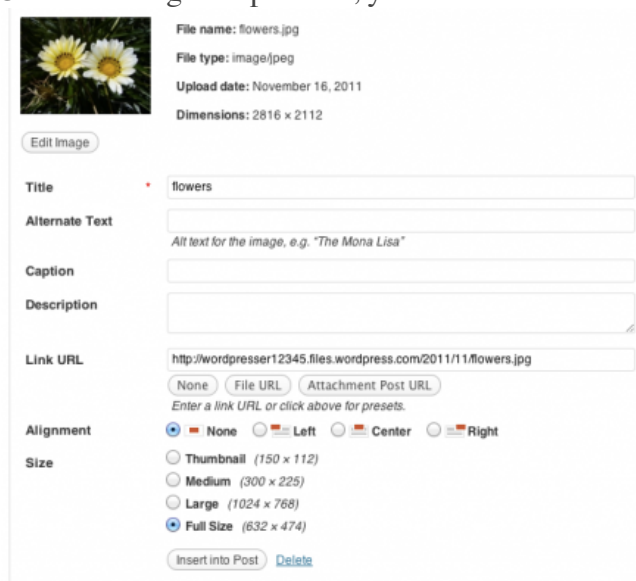 File name: flowers.jpg
File type: image/jpeg
Upload date: November 16, 2011
Dimensions: 2816 × 2112
Edit Image
Title * flowers
Alternate Text
Alt text for the image, e.g. "The Mona Lisa"
Caption
Description
Link URL http://wordpresser12345.files.wordpress.com/2011/11/flowers.jpg
None File URL Attachment Post URL
Enter a link URL or click above for presets.
Alignment None Left Center Right
Size Thumbnail (150 × 112)
Medium (300 × 225)
Large (1024 × 768)
Full Size (632 × 474)
Insert into Post Delete